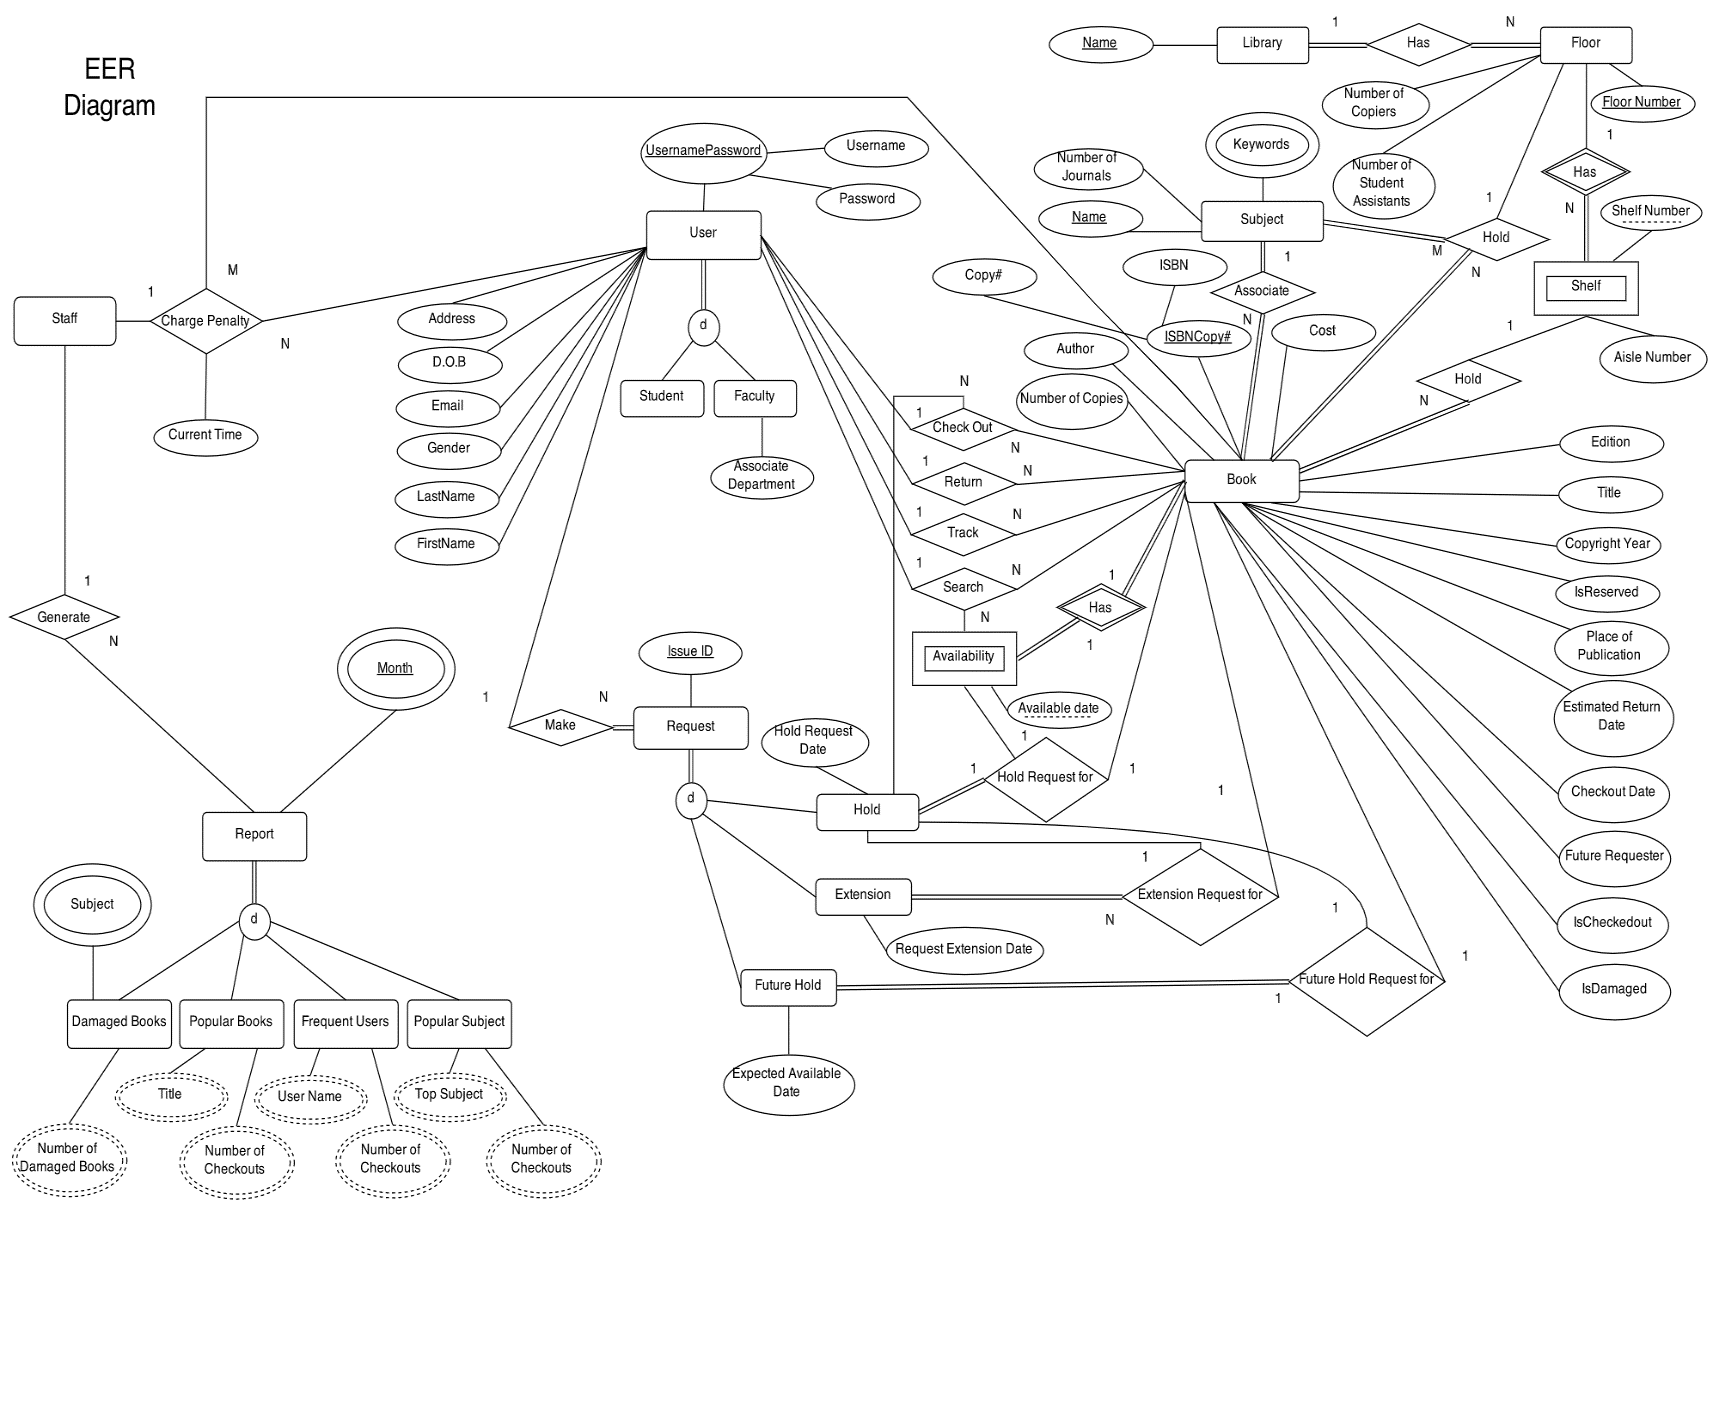 EER
Diagram
Name
Library
1
Has
N
Floor
Number of
Copiers
Floor Number
Number of
Student
Assistants
1
Has
N
Shelf Number
Shelf
UsernamePassword
Username
Password
User
Keywords
Number of
Journals
Name
Subject
1
Hold
M
N
Copy#
ISBN
1
Associate
N
ISBNCopy#
Cost
Author
Number of Copies
1
Aisle Number
Hold
N
Staff
1
M
Charge Penalty
N
Current Time
Address
D.O.B
Email
Gender
LastName
FirstName
d
Student
Faculty
Associate
Department
N
1
Check Out
N
1
Return
N
1
Track
N
1
Search
N
N
Book
Edition
Title
Copyright Year
IsReserved
Place of
Publication
Estimated Return
Date
Checkout Date
Future Requester
IsCheckedout
IsDamaged
1
Has
1
Availability
Available date
1
Generate
N
Month
1
N
Make
Issue ID
Request
d
Hold Request
Date
Hold
1
1
Hold Request for
1
1
1
Extension
N
Extension Request for
Request Extension Date
Future Hold
1
1
1
Future Hold Request for
Expected Available
Date
Report
d
Subject
Damaged Books
Popular Books
Frequent Users
Popular Subject
Title
User Name
Top Subject
Number of
Damaged Books
Number of
Checkouts
Number of
Checkouts
Number of
Checkouts